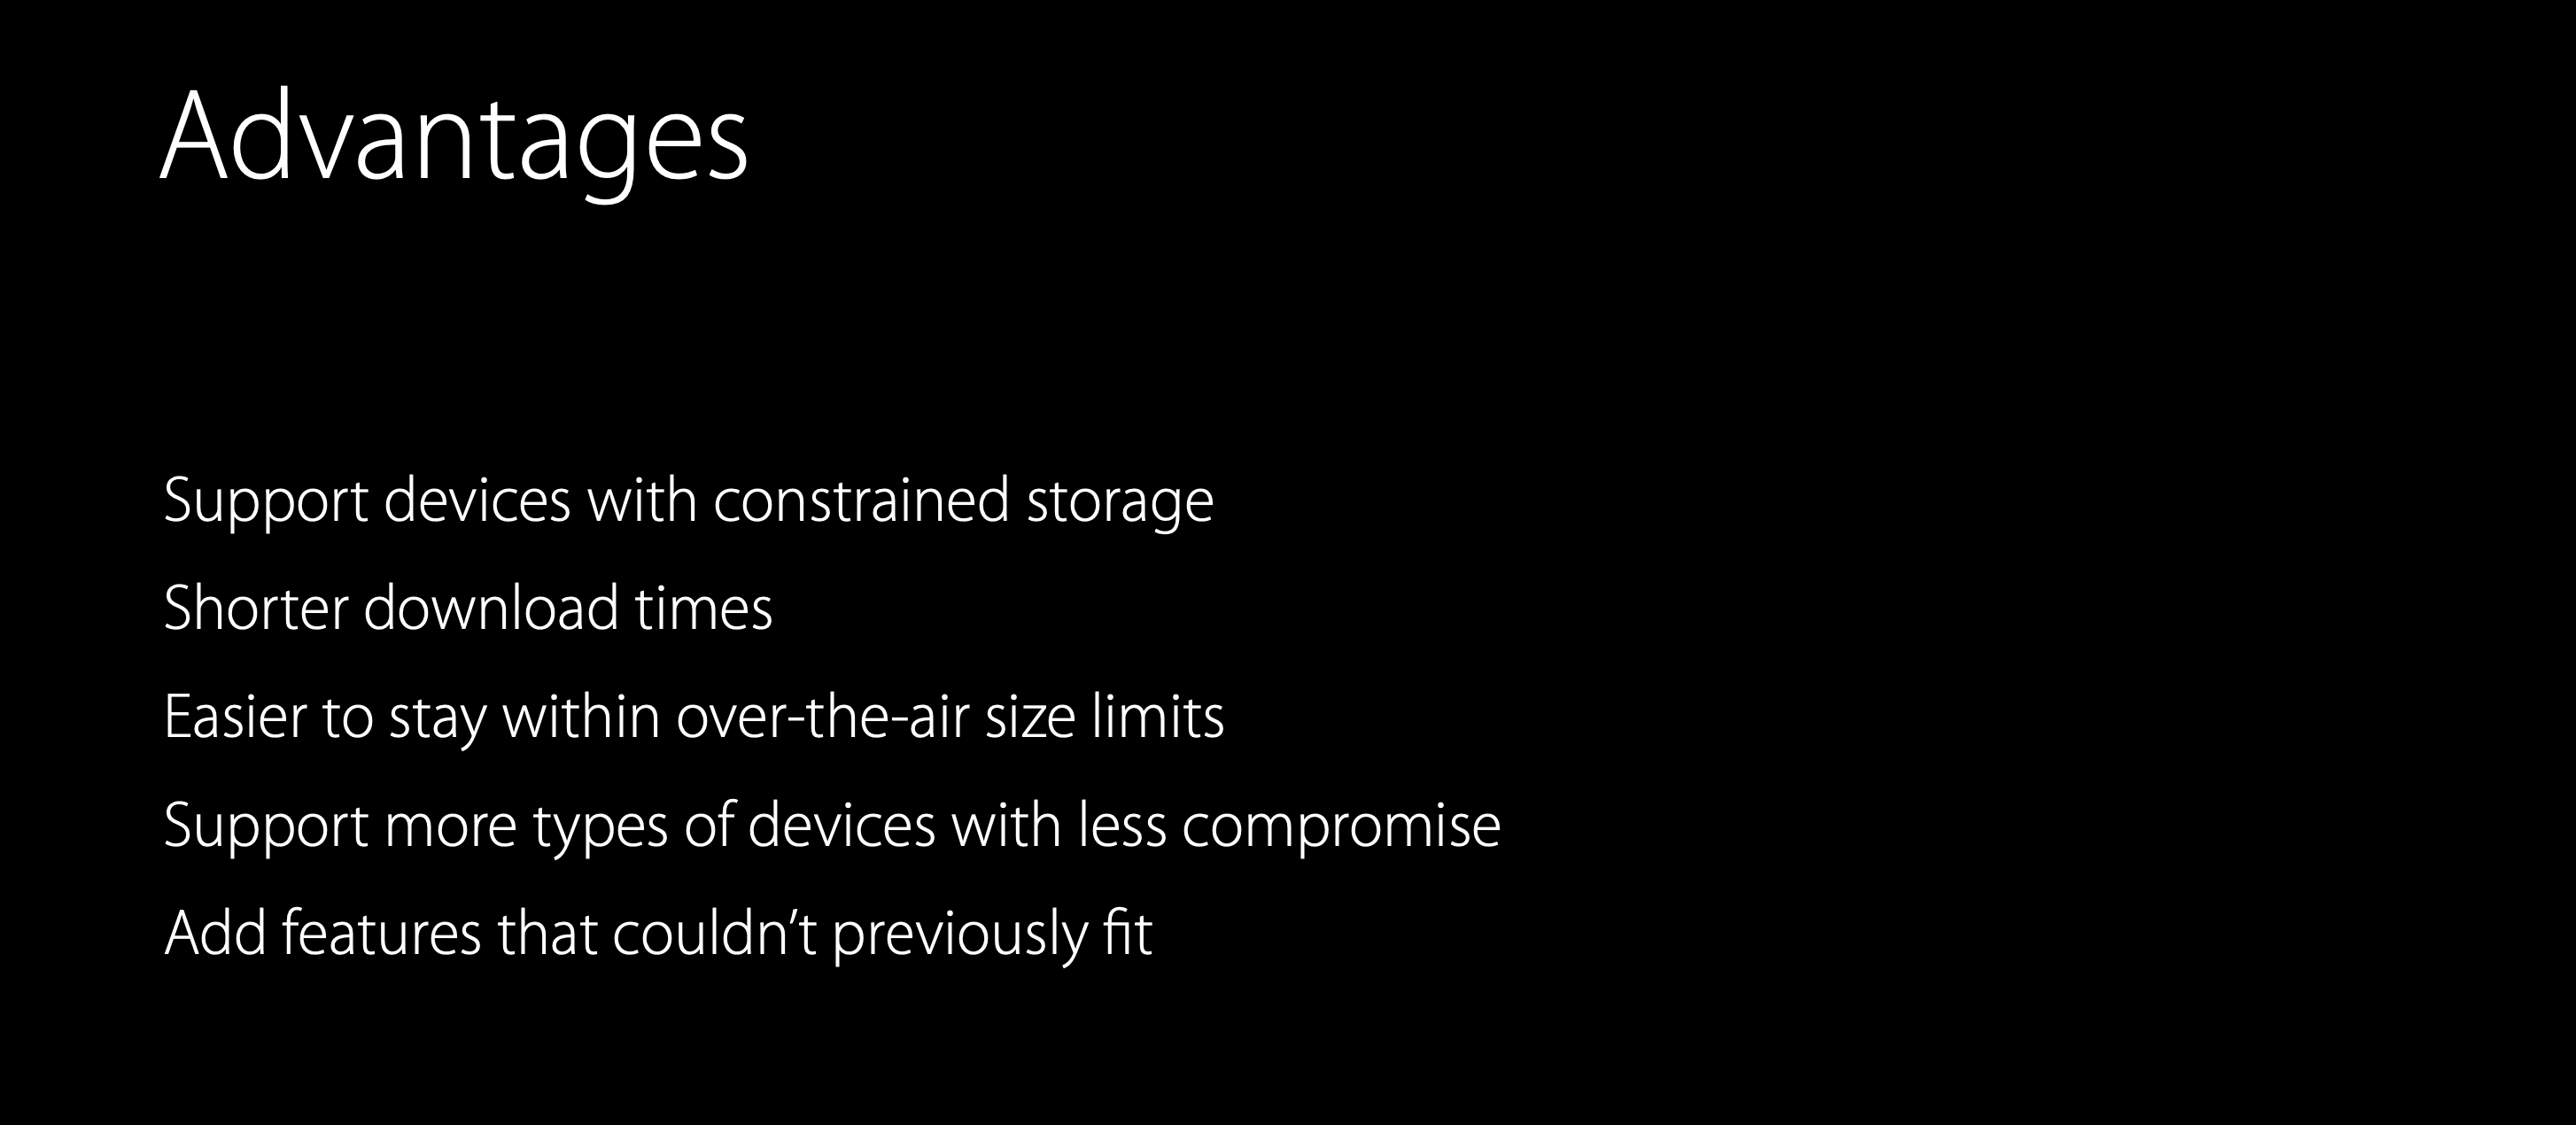 Advantages
Support devices with constrained storage
Shorter download times
Easier to stay within over-the-air size limits
Support more types of devices with less compromise
Add features that couldn’t previously fit